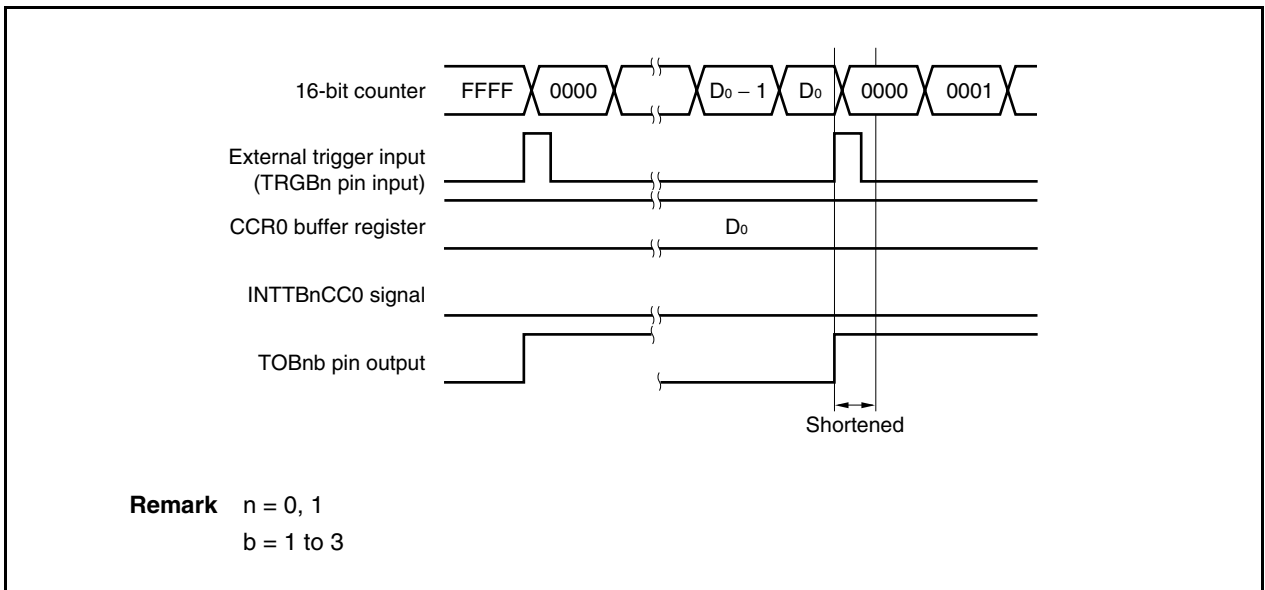 16-bit counter FFFF 0000 D₀ − 1 D₀ 0000 0001
External trigger input
(TRGBn pin input)
CCR0 buffer register D₀
INTTBnCC0 signal
TOBnb pin output
Shortened
Remark n = 0, 1
b = 1 to 3